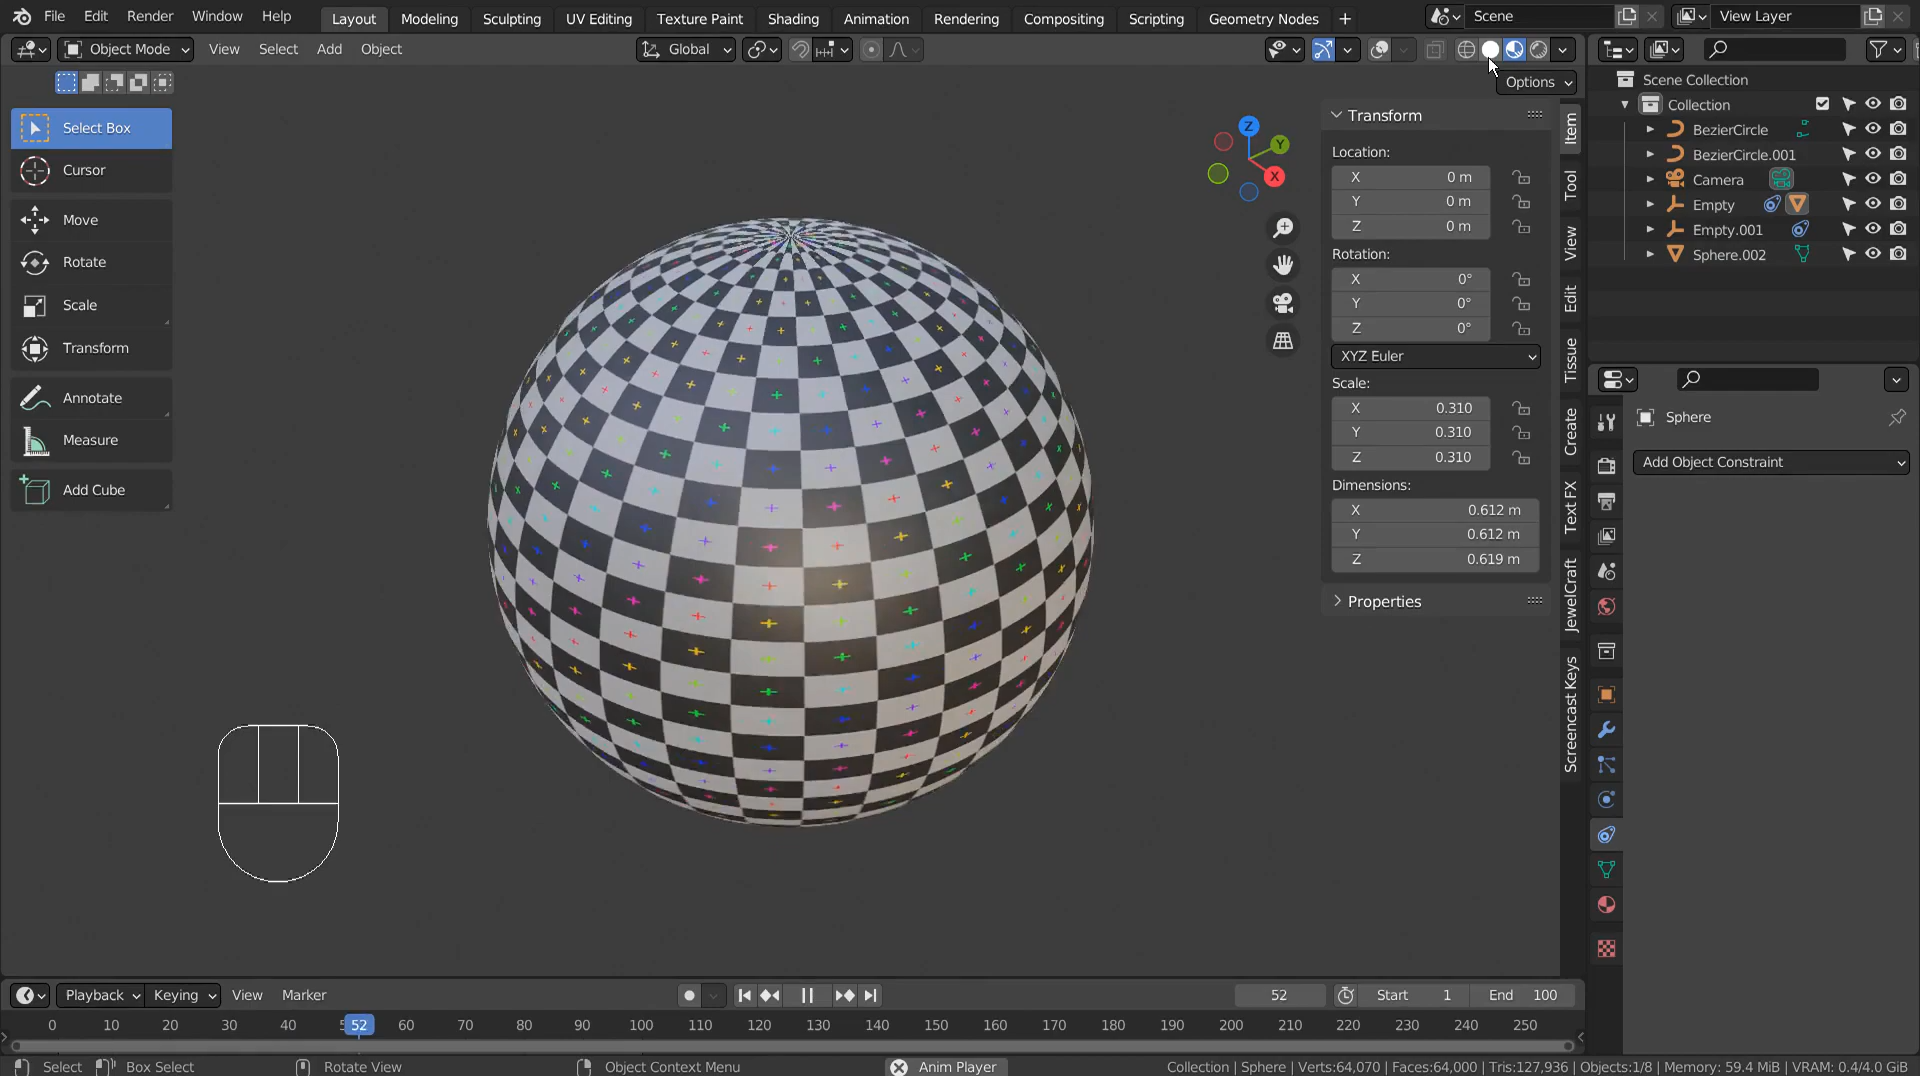 File Edit Render Window Help Layout Modeling Sculpting UV Editing Texture Paint Shading Animation Rendering Compositing Scripting Geometry Nodes + Scene View Layer
Object Mode View Select Add Object Global
Options
Select Box
Cursor
Move
Rotate
Scale
Transform
Annotate
Measure
Add Cube
Z
Y
X
Transform
Location:
X 0 m
Y 0 m
Z 0 m
Rotation:
X 0°
Y 0°
Z 0°
XYZ Euler
Scale:
X 0.310
Y 0.310
Z 0.310
Dimensions:
X 0.612 m
Y 0.612 m
Z 0.619 m
Properties
Item
Tool
View
Edit
Tissue
Create
Text FX
JewelCraft
Screencast Keys
Scene Collection
Collection
BezierCircle
BezierCircle.001
Camera
Empty
Empty.001
Sphere.002
Sphere
Add Object Constraint
Playback Keying View Marker 52 Start 1 End 100
0 10 20 30 40 52 60 70 80 90 100 110 120 130 140 150 160 170 180 190 200 210 220 230 240 250
Select Box Select Rotate View Object Context Menu Anim Player Collection | Sphere | Verts:64,070 | Faces:64,000 | Tris:127,936 | Objects:1/8 | Memory: 59.4 MiB | VRAM: 0.4/4.0 GiB